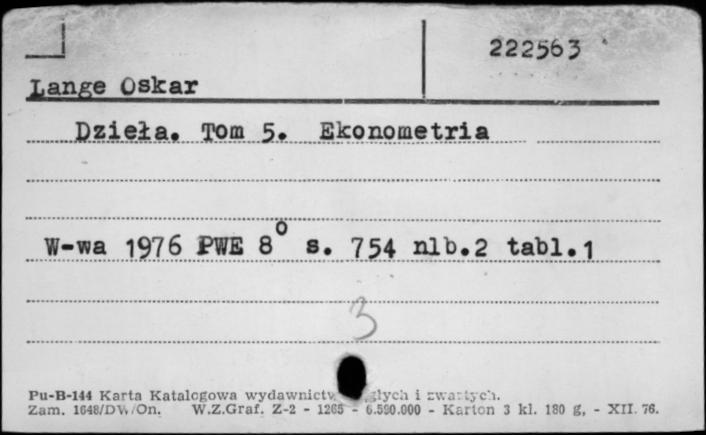 222563
Lange Oskar
Dzieła. Tom 5. Ekonometria
W-wa 1976 PWE 8° s. 754 nlb.2 tabl.1
3
Pu-B-144 Karta Katalogowa wydawnictw i zwartych.
Zam. 1648/DW/On. W.Z.Graf. Z-2 - 1265 - 6.590.000 - Karton 3 kl. 180 g, - XII. 76.